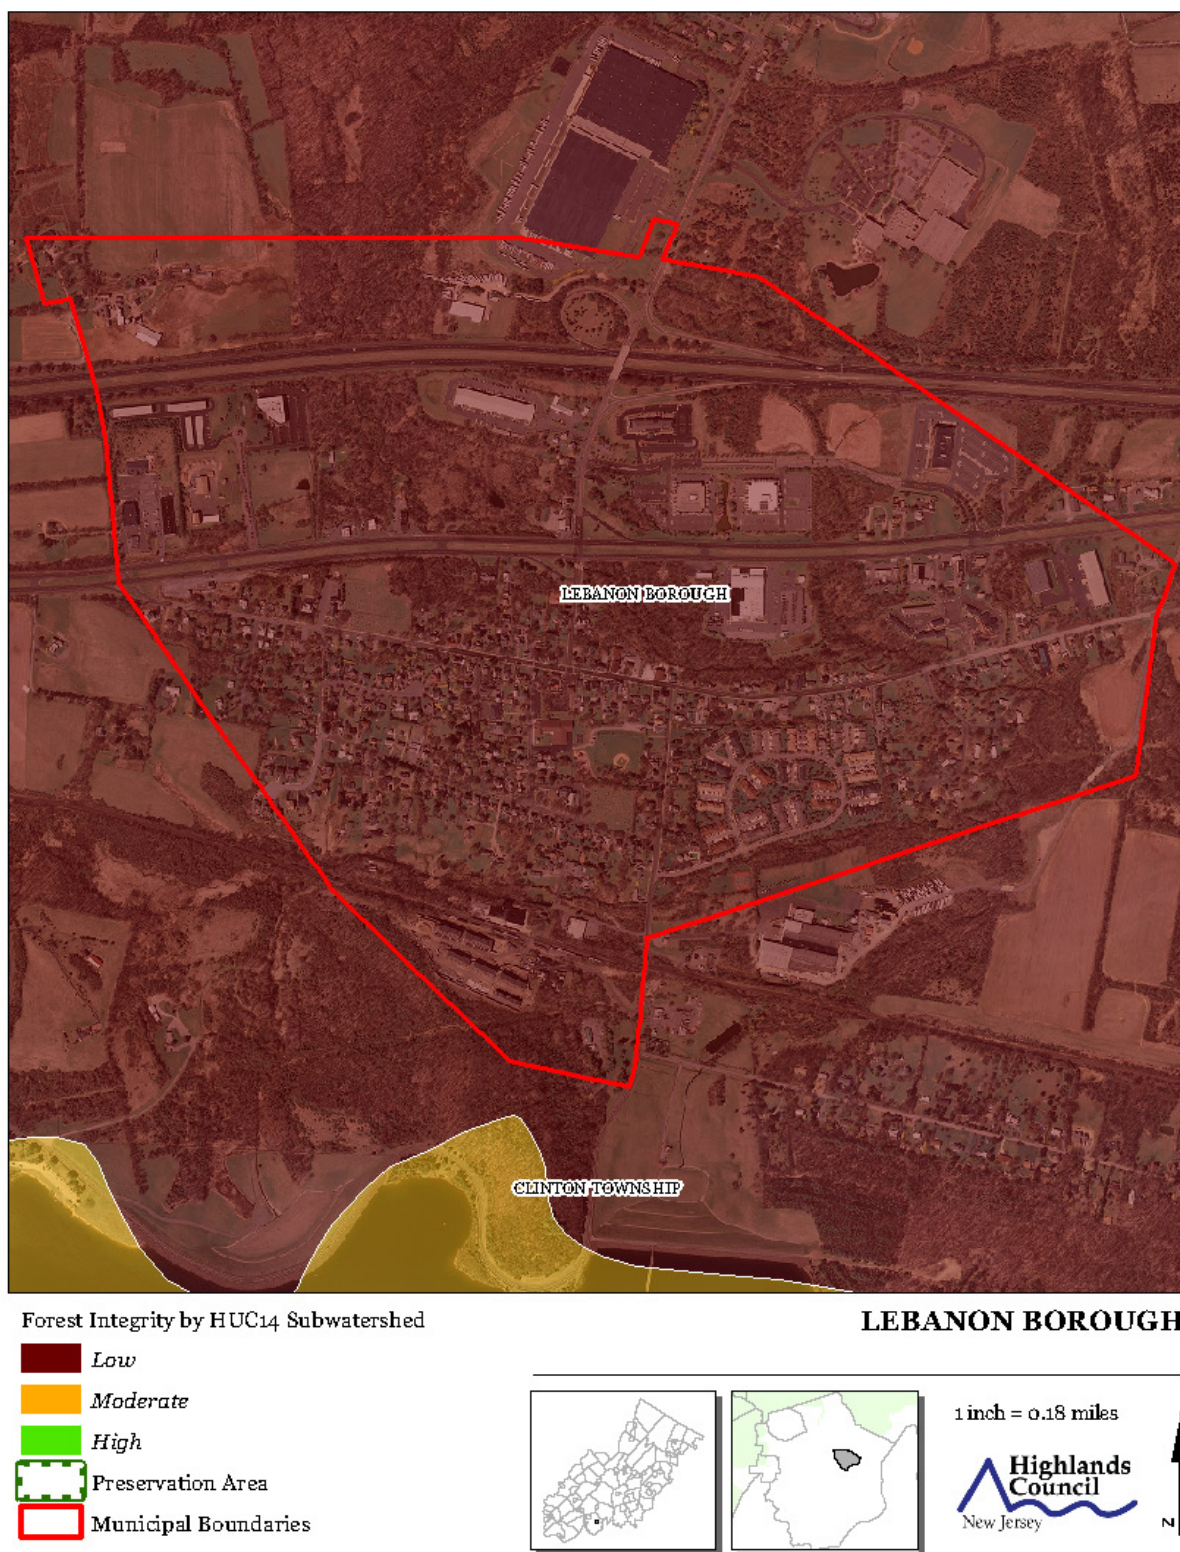 LEBANON BOROUGH
CLINTON TOWNSHIP
Forest Integrity by HUC14 Subwatershed
Low
Moderate
High
Preservation Area
Municipal Boundaries
LEBANON BOROUGH
1 inch = 0.18 miles
Highlands
Council
New Jersey
N